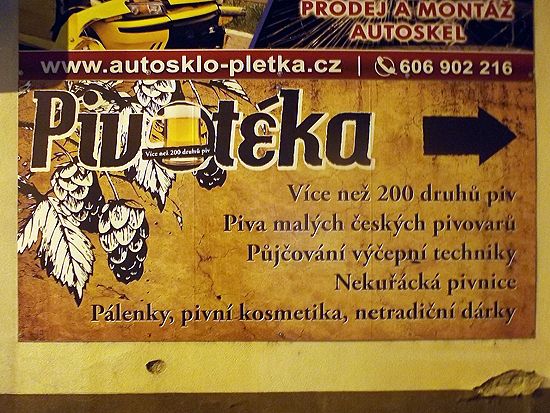 PRODEJ A MONTÁŽ
AUTOSKEL
www.autosklo-pletka.cz | 606 902 216
Pivotéka
Více než 200 druhů piv
Více než 200 druhů piv
Piva malých českých pivovarů
Půjčování výčepní techniky
Nekuřácká pivnice
Pálenky, pivní kosmetika, netradiční dárky